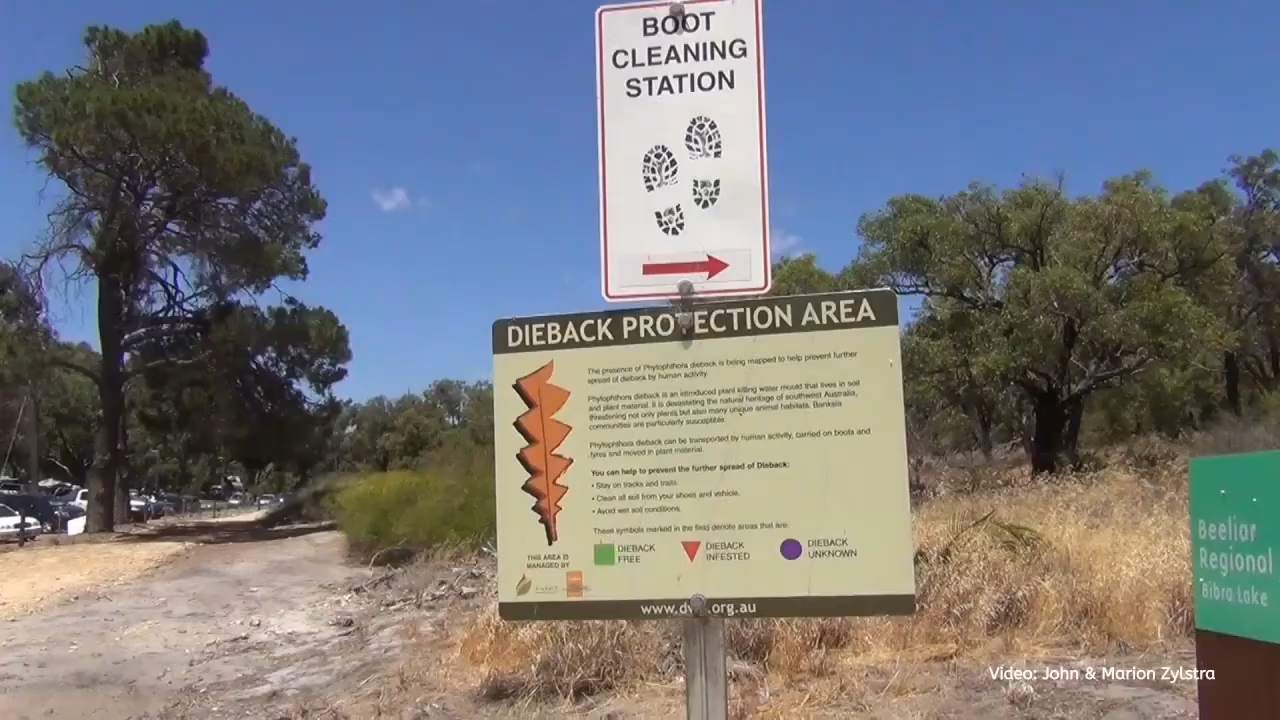 BOOT
CLEANING
STATION
DIEBACK PROTECTION AREA
The presence of Phytophthora dieback is being mapped to help prevent further
spread of dieback by human activity.
Phytophthora dieback is an introduced plant killing water mould that lives in soil
and plant material. It is devastating the natural heritage of southwest Australia,
threatening not only plants but also many unique animal habitats. Banksia
communities are particularly susceptible.
Phytophthora dieback can be transported by human activity, carried on boots and
tyres and moved in plant material.
You can help to prevent the further spread of Dieback:
• Stay on tracks and trails.
• Clean all soil from your shoes and vehicle.
• Avoid wet soil conditions.
These symbols marked in the field denote areas that are:
DIEBACK
FREE
DIEBACK
INFESTED
DIEBACK
UNKNOWN
THIS AREA IS
MANAGED BY
.org.au
Beeliar
Regional
Bibra Lake
Video: John & Marion Zylstra